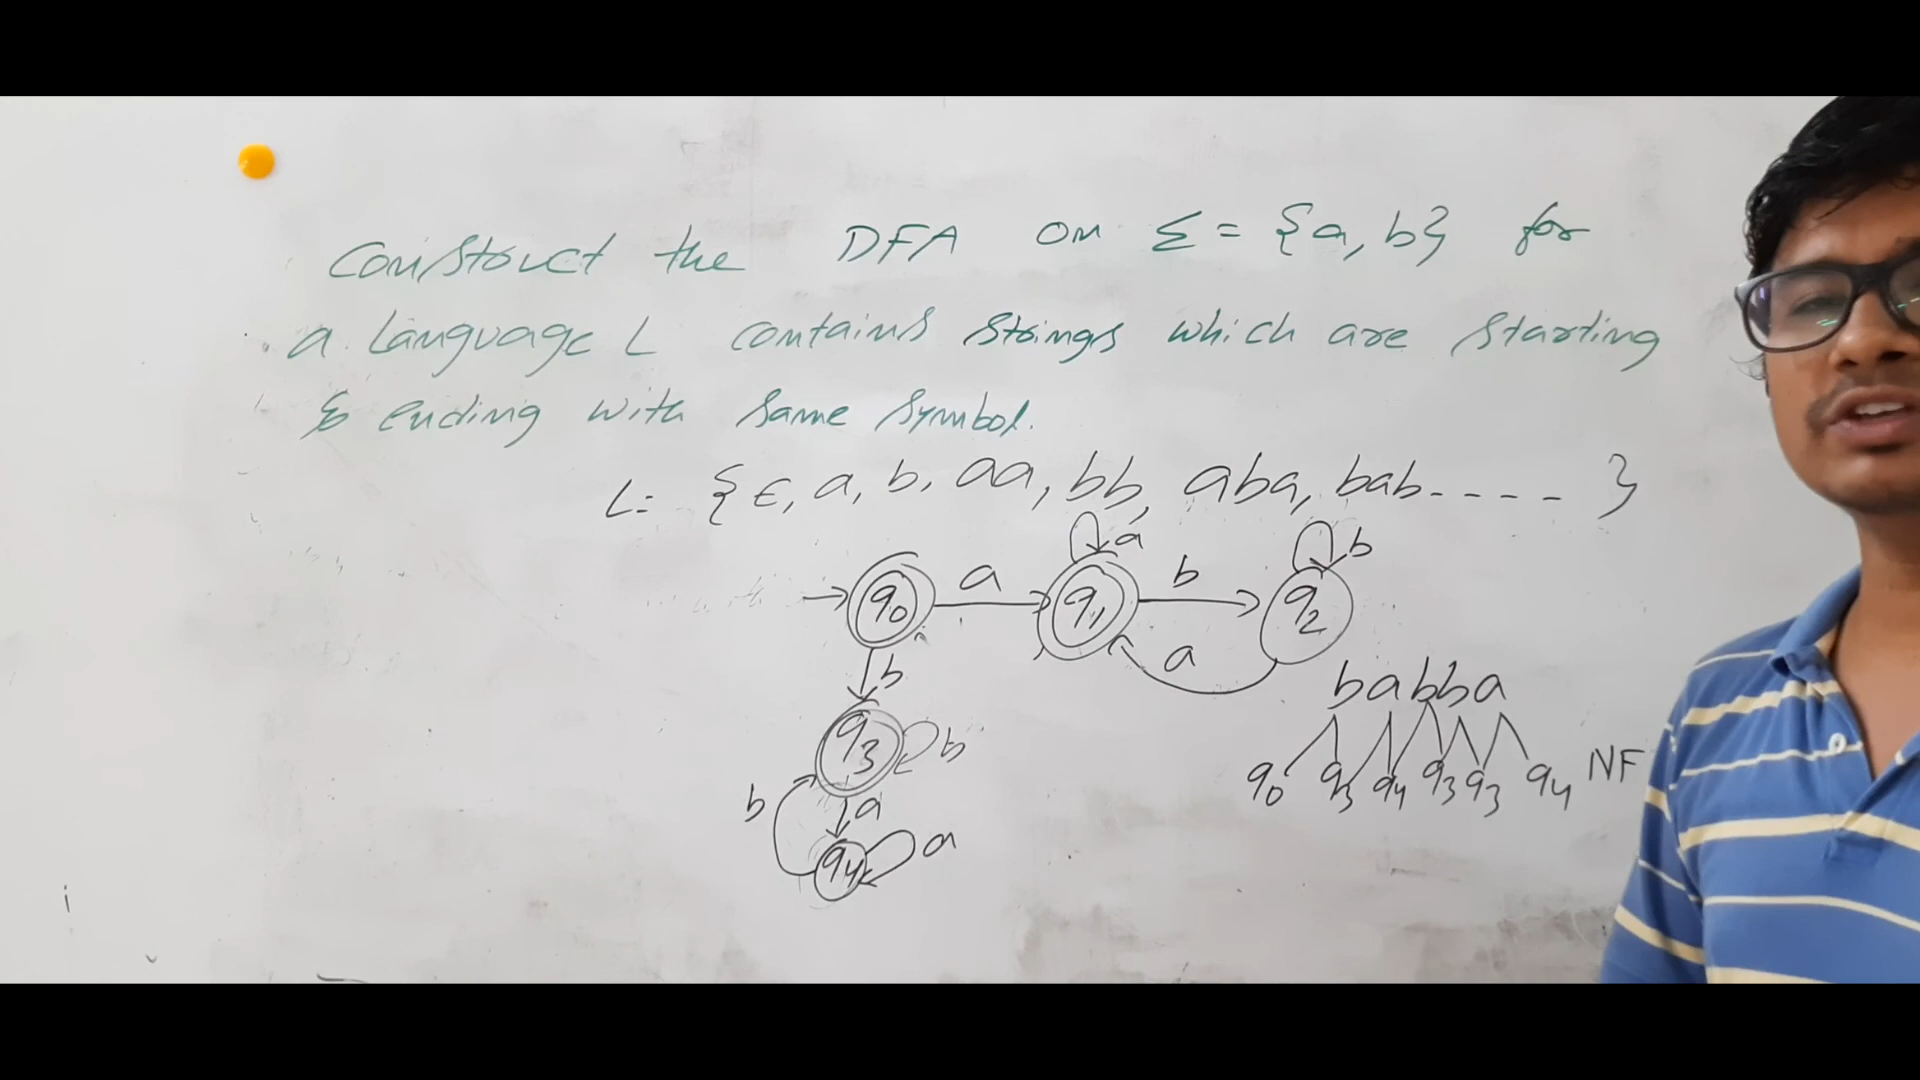 Construct the DFA on Σ = {a, b} for
a Language L contains strings which are starting
& ending with same symbol.
L: {ϵ, a, b, aa, bb, aba, bab---- }
a b
q0 a q1 b q2
b a
babba
q3 b
q0 q3 q4 q3 q3 q4 NF
b a
q4 a